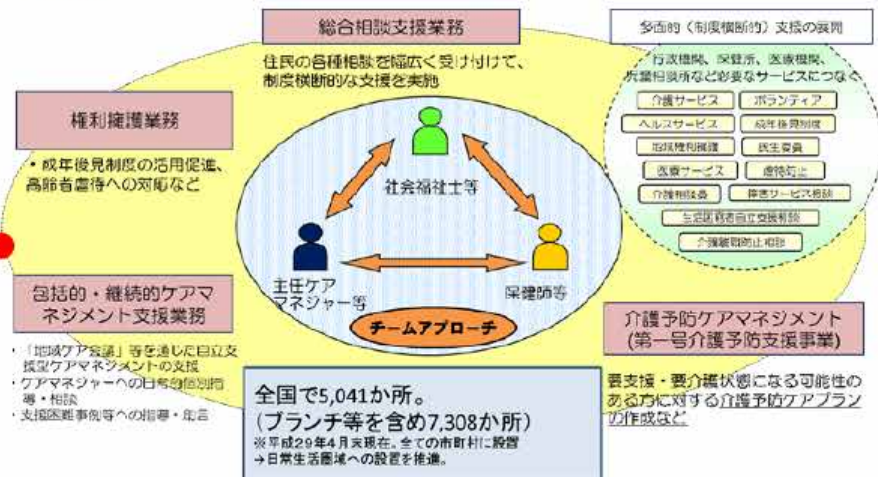 総合相談支援業務
住民の各種相談を幅広く受け付けて、
制度横断的な支援を実施
多面的（制度横断的）支援の展開
行政機関、保健所、医療機関、
児童相談所など必要なサービスにつなぐ
介護サービス
ボランティア
ヘルスサービス
成年後見制度
地域権利擁護
民生委員
医療サービス
虐待防止
介護相談員
障害サービス相談
生活困窮者自立支援相談
介護離職防止相談
権利擁護業務
・成年後見制度の活用促進、
高齢者虐待への対応など
社会福祉士等
主任ケア
マネジャー等
保健師等
チームアプローチ
包括的・継続的ケアマ
ネジメント支援業務
・「地域ケア会議」等を通じた自立支
援型ケアマネジメントの支援
・ケアマネジャーへの日常的個別指
導・相談
・支援困難事例等への指導・助言
介護予防ケアマネジメント
(第一号介護予防支援事業)
要支援・要介護状態になる可能性の
ある方に対する介護予防ケアプラン
の作成など
全国で5,041か所。
(ブランチ等を含め7,308か所)
※平成29年4月末現在。全ての市町村に設置
→日常生活圏域への設置を推進。